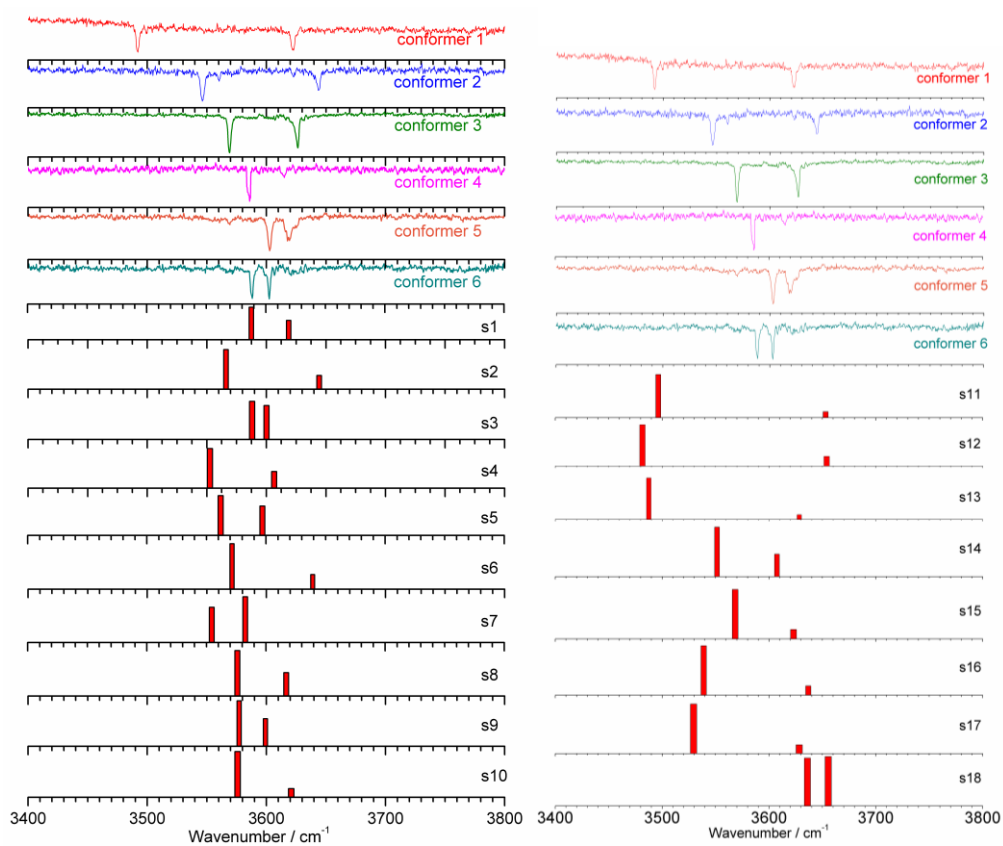 conformer 1
conformer 2
conformer 3
conformer 4
conformer 5
conformer 6
s1
s2
s3
s4
s5
s6
s7
s8
s9
s10
3400 3500 3600 3700 3800
Wavenumber / cm⁻¹
conformer 1
conformer 2
conformer 3
conformer 4
conformer 5
conformer 6
s11
s12
s13
s14
s15
s16
s17
s18
3400 3500 3600 3700 3800
Wavenumber / cm⁻¹